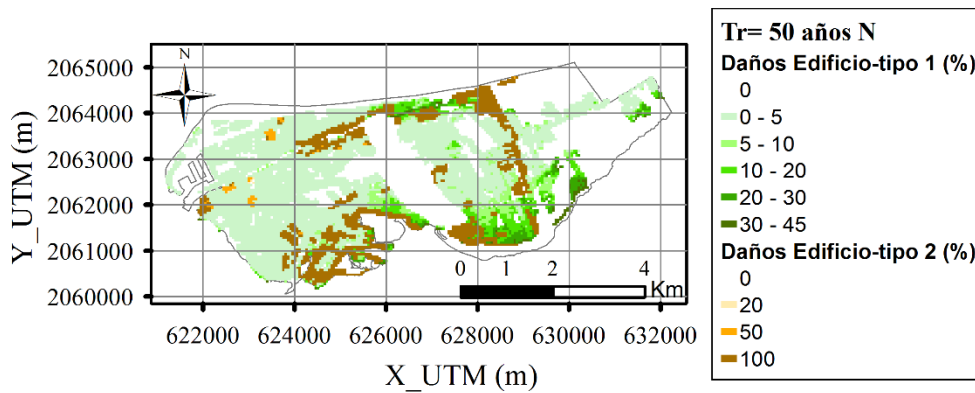 N
Y_UTM (m)
2065000
2064000
2063000
2062000
2061000
2060000
0 2 4
Km
622000 624000 626000 628000 630000 632000
X_UTM (m)
Tr= 50 años N
Daños Edificio-tipo 1 (%)
0
0 - 5
5 - 10
10 - 20
20 - 30
30 - 45
Daños Edificio-tipo 2 (%)
0
20
50
100